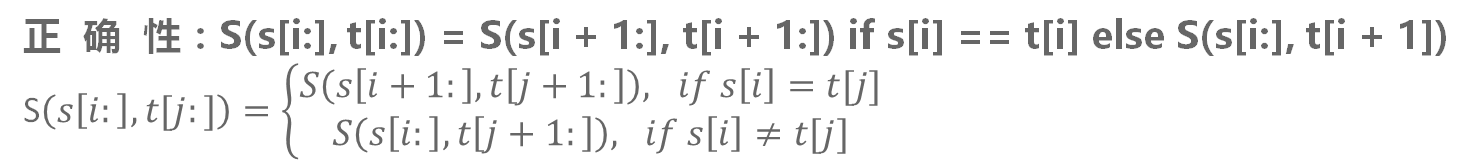 正 确 性 : S(s[i:], t[i:]) = S(s[i + 1:], t[i + 1:]) if s[i] == t[i] else S(s[i:], t[i + 1])
S(s[i:], t[j:]) = { S(s[i + 1:], t[j + 1:]), if s[i] = t[j]
S(s[i:], t[j + 1:]), if s[i] ≠ t[j]